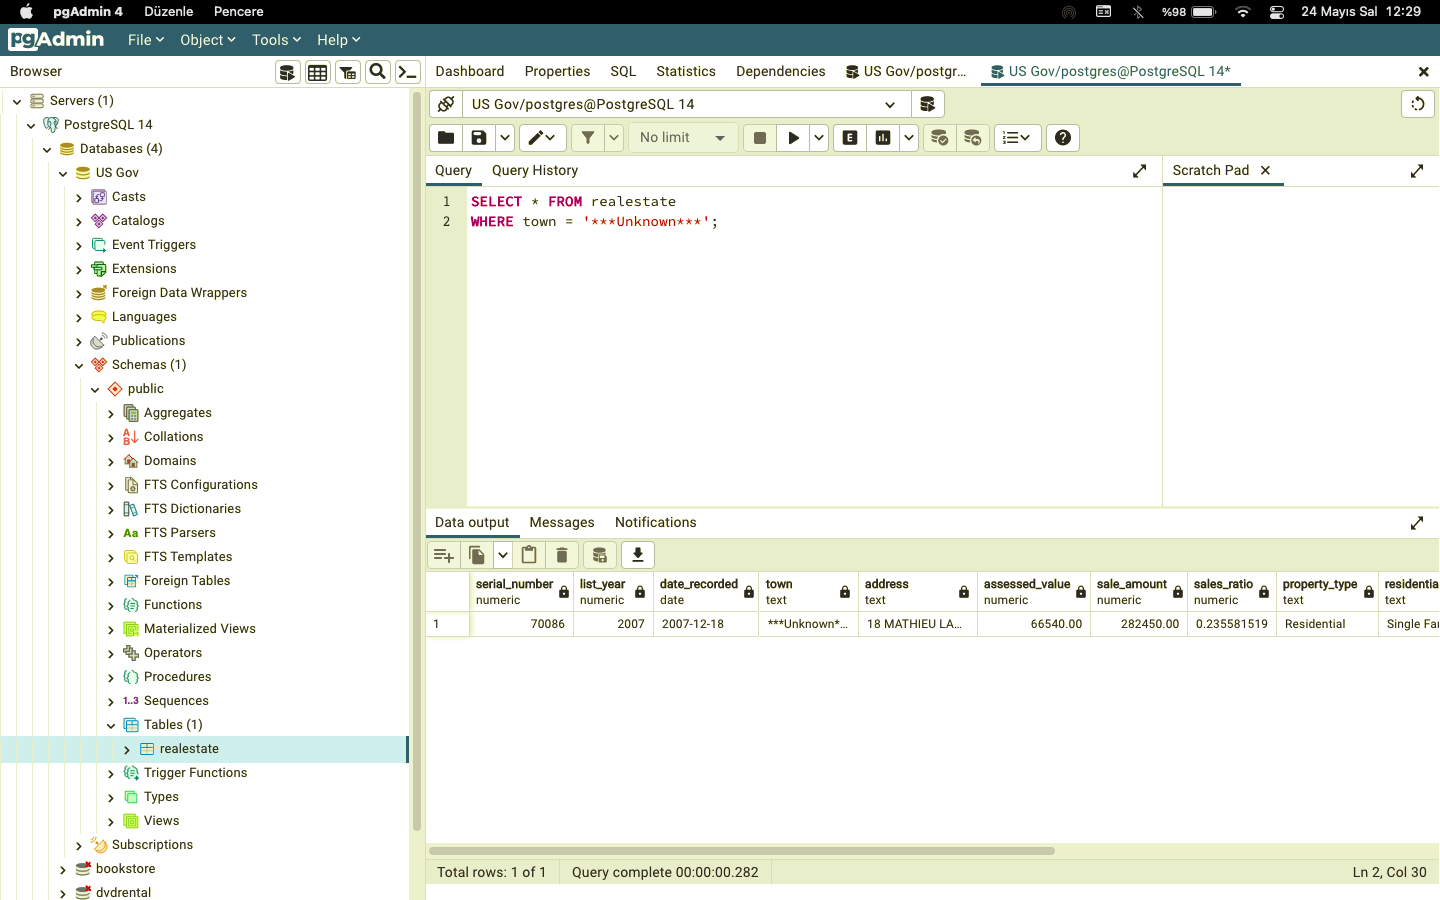 pgAdmin 4 Düzenle Pencere %98 24 Mayıs Sal 12:29
pgAdmin File Object Tools Help
Browser
Servers (1)
PostgreSQL 14
Databases (4)
US Gov
Casts
Catalogs
Event Triggers
Extensions
Foreign Data Wrappers
Languages
Publications
Schemas (1)
public
Aggregates
Collations
Domains
FTS Configurations
FTS Dictionaries
FTS Parsers
FTS Templates
Foreign Tables
Functions
Materialized Views
Operators
Procedures
1..3 Sequences
Tables (1)
realestate
Trigger Functions
Types
Views
Subscriptions
bookstore
dvdrental
Dashboard Properties SQL Statistics Dependencies US Gov/postgr... US Gov/postgres@PostgreSQL 14*
US Gov/postgres@PostgreSQL 14
No limit
Query Query History
Scratch Pad
1 SELECT * FROM realestate
2 WHERE town = '***Unknown***';
Data output Messages Notifications
serial_number list_year date_recorded town address assessed_value sale_amount sales_ratio property_type residentia
numeric numeric date text text numeric numeric numeric text text
1 70086 2007 2007-12-18 ***Unknown*... 18 MATHIEU LA... 66540.00 282450.00 0.235581519 Residential Single Far
Total rows: 1 of 1 Query complete 00:00:00.282 Ln 2, Col 30